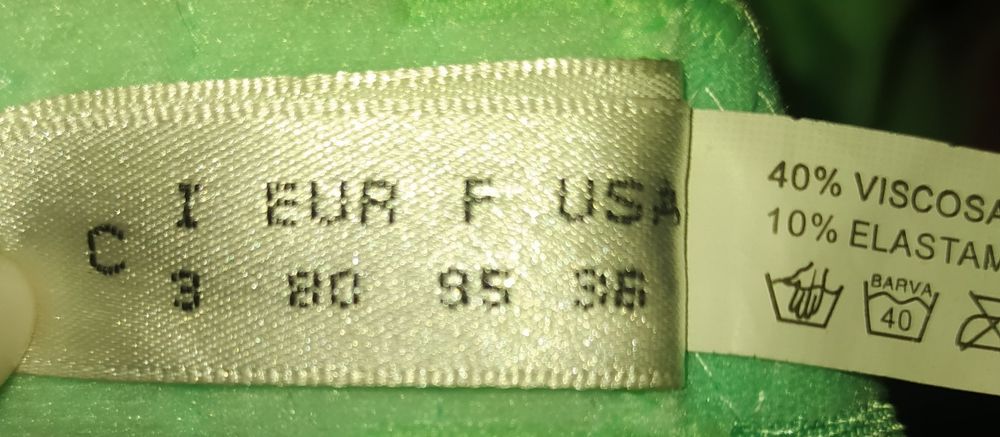 I EUR F USA
C
3 80 95 36
40% VISCOSA
10% ELASTAM
BARVA
40